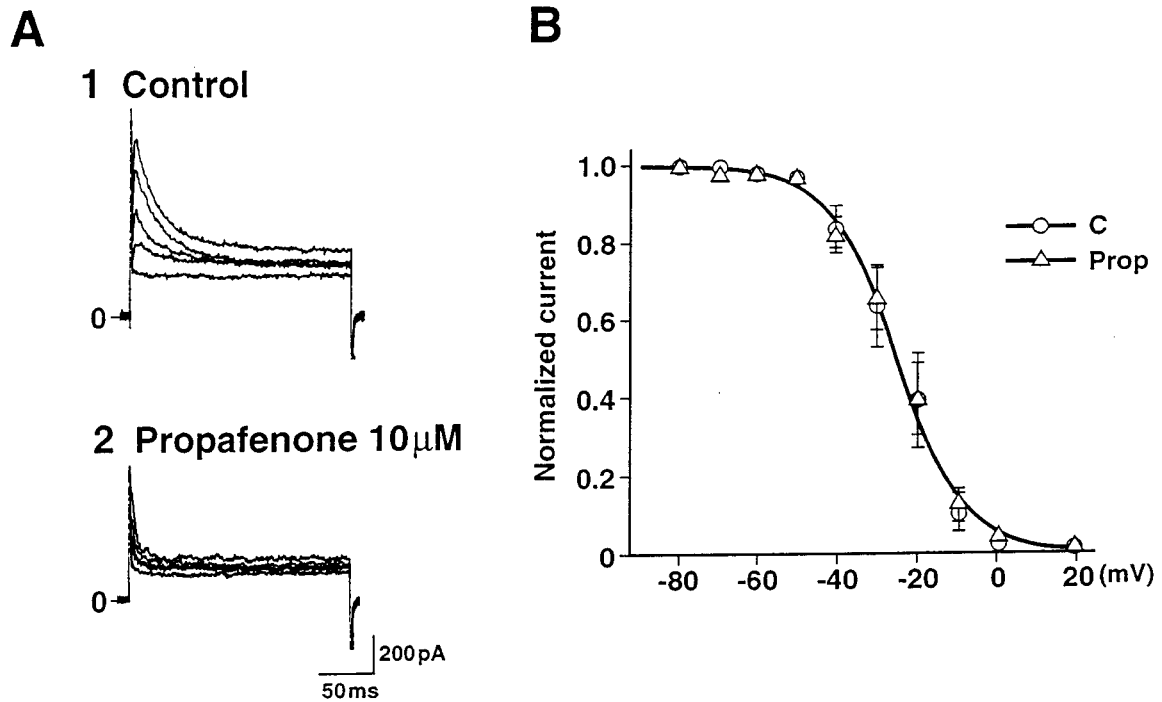 A
1 Control
0
2 Propafenone 10μM
0
200pA
50ms
B
Normalized current
1.0
0.8
0.6
0.4
0.2
0
-80 -60 -40 -20 0 20 (mV)
C
Prop